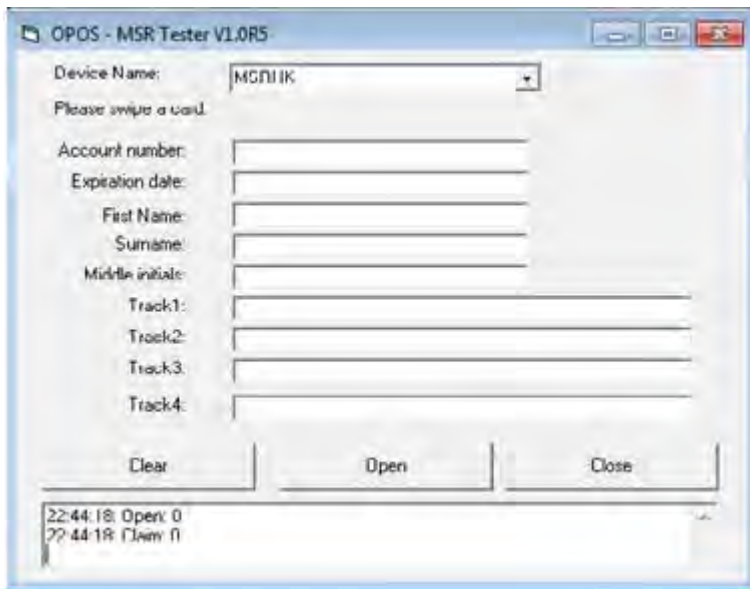 OPOS - MSR Tester V1.0R5
Device Name:
Please swipe a card.
Account number:
Expiration date:
First Name:
Surname:
Middle initials:
Track1:
Track2:
Track3:
Track4:
Clear Open Close
22:44:18: Open: 0
22:44:18: Claim: 0